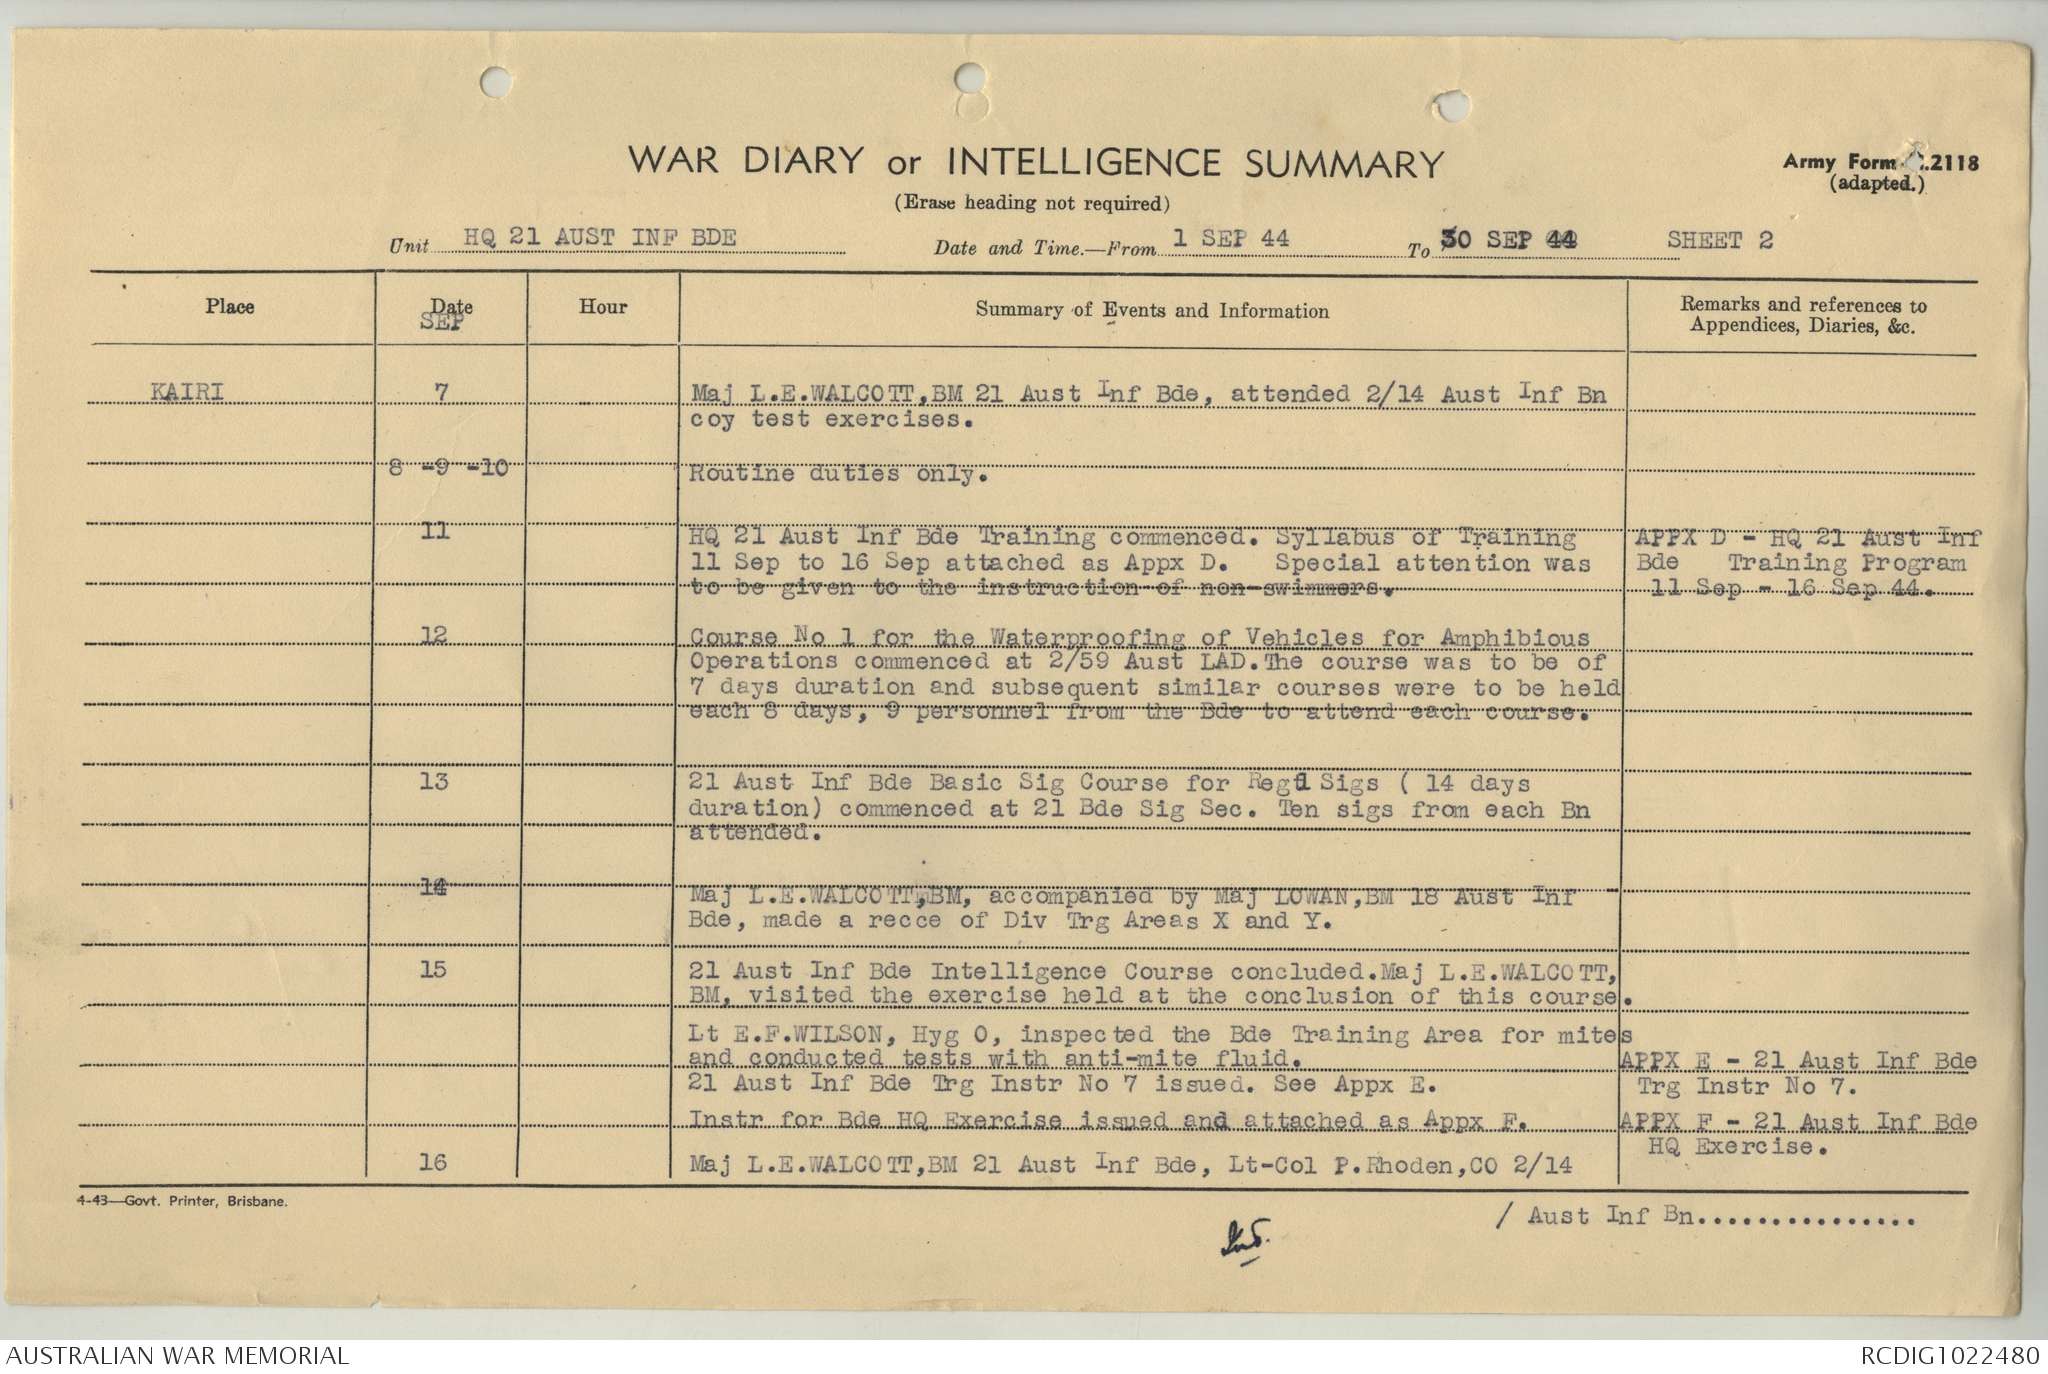 WAR DIARY or INTELLIGENCE SUMMARY
Army Form .2118
(adapted.)
(Erase heading not required)
Unit HQ 21 AUST INF BDE Date and Time.—From 1 SEP 44 To 30 SEP 44 SHEET 2
Place Date Hour Summary of Events and Information Remarks and references to
SEP Appendices, Diaries, &c.
KAIRI 7 Maj L.E.WALCOTT,BM 21 Aust Inf Bde, attended 2/14 Aust Inf Bn
coy test exercises.
8 -9 -10 Routine duties only.
11 HQ 21 Aust Inf Bde Training commenced. Syllabus of Training APPX D - HQ 21 Aust Inf
11 Sep to 16 Sep attached as Appx D. Special attention was Bde Training Program
to be given to the instruction of non-swimmers. 11 Sep - 16 Sep 44.
12 Course No 1 for the Waterproofing of Vehicles for Amphibious
Operations commenced at 2/59 Aust LAD.The course was to be of
7 days duration and subsequent similar courses were to be held
each 8 days, 9 personnel from the Bde to attend each course.
13 21 Aust Inf Bde Basic Sig Course for Regtl Sigs ( 14 days
duration) commenced at 21 Bde Sig Sec. Ten sigs from each Bn
attended.
14 Maj L.E.WALCOTT,BM, accompanied by Maj LOWAN,BM 18 Aust Inf
Bde, made a recce of Div Trg Areas X and Y.
15 21 Aust Inf Bde Intelligence Course concluded.Maj L.E.WALCOTT,
BM, visited the exercise held at the conclusion of this course.
Lt E.F.WILSON, Hyg O, inspected the Bde Training Area for mites
and conducted tests with anti-mite fluid. APPX E - 21 Aust Inf Bde
21 Aust Inf Bde Trg Instr No 7 issued. See Appx E. Trg Instr No 7.
Instr for Bde HQ Exercise issued and attached as Appx F. APPX F - 21 Aust Inf Bde
HQ Exercise.
16 Maj L.E.WALCOTT,BM 21 Aust Inf Bde, Lt-Col P.Rhoden,CO 2/14
4-43—Govt. Printer, Brisbane.
/ Aust Inf Bn...............
AUSTRALIAN WAR MEMORIAL RCDIG1022480